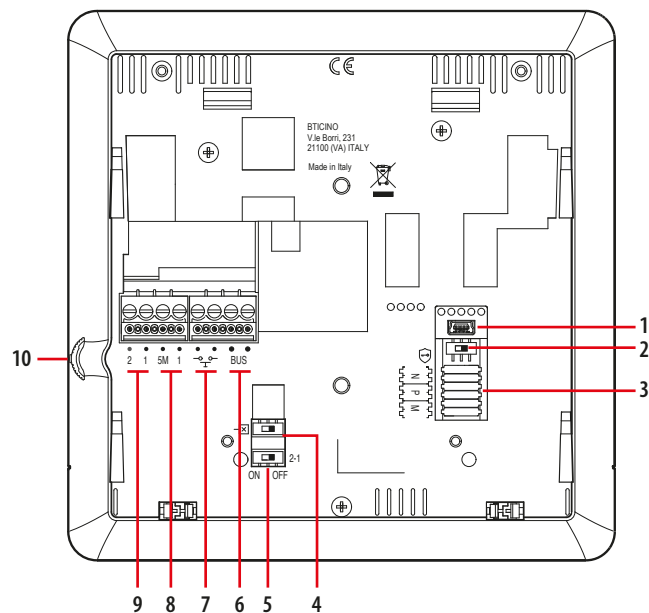 CE
BTICINO
V.le Borri, 231
21100 (VA) ITALY
Made in Italy
1
2
3
N
P
M
10
2 1 5M 1 BUS
2-1
ON OFF
9 8 7 6 5 4